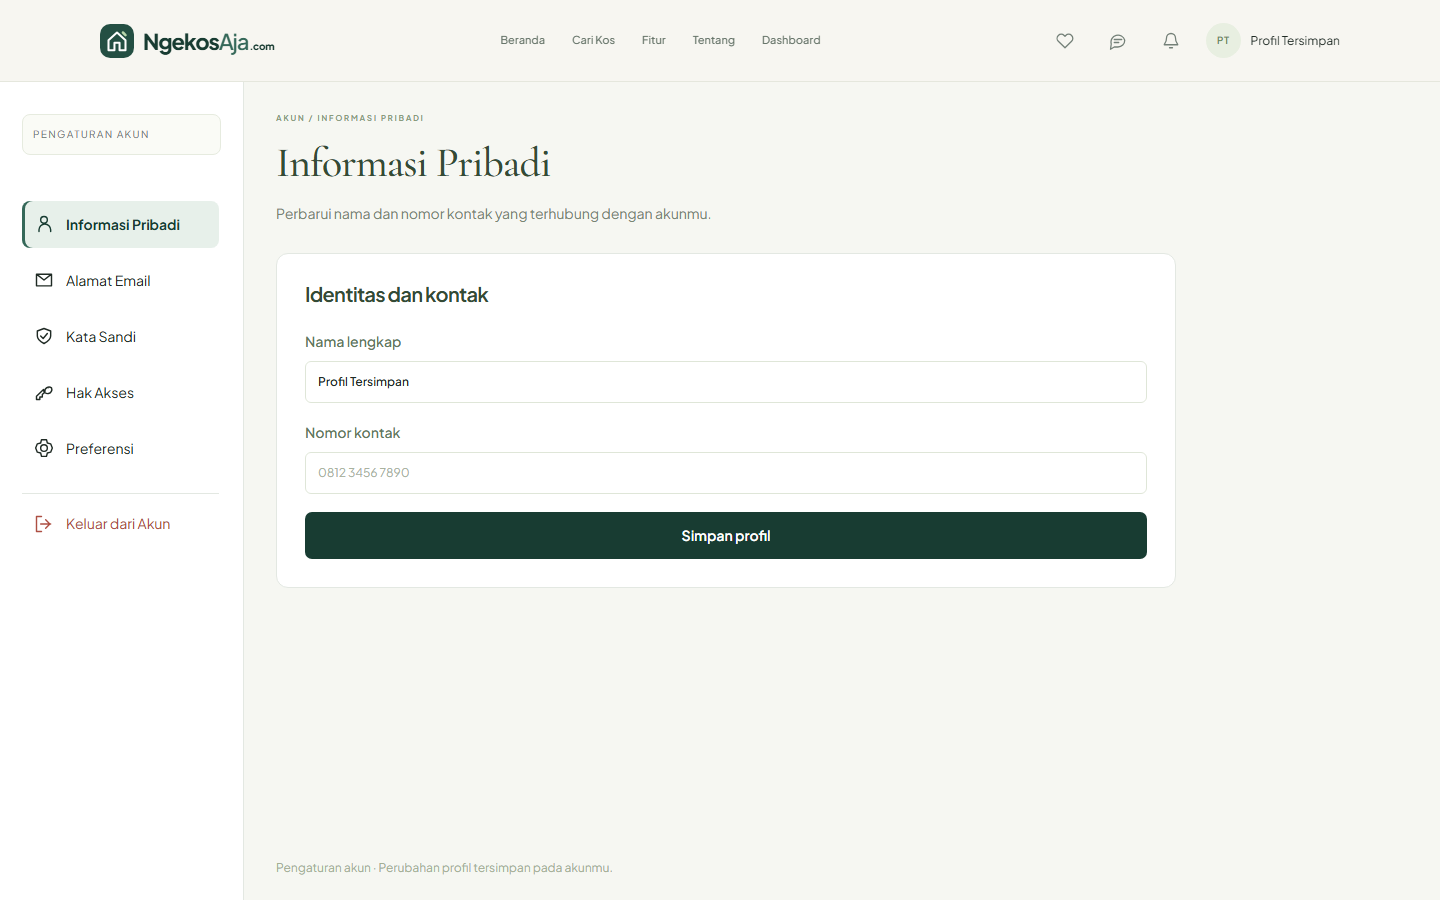 NgekosAja.com
Beranda
Cari Kos
Fitur
Tentang
Dashboard
PT
Profil Tersimpan
PENGATURAN AKUN
Informasi Pribadi
Alamat Email
Kata Sandi
Hak Akses
Preferensi
Keluar dari Akun
AKUN / INFORMASI PRIBADI
Informasi Pribadi
Perbarui nama dan nomor kontak yang terhubung dengan akunmu.
Identitas dan kontak
Nama lengkap
Profil Tersimpan
Nomor kontak
0812 3456 7890
Simpan profil
Pengaturan akun · Perubahan profil tersimpan pada akunmu.